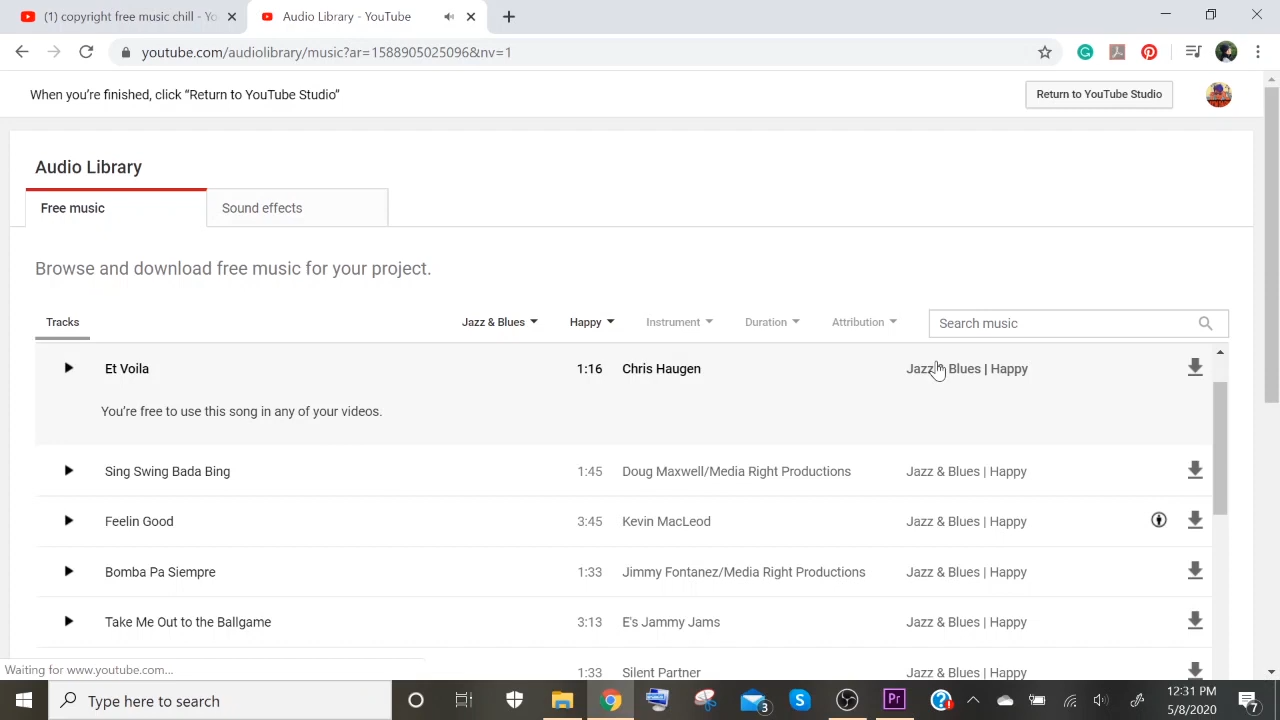 (1) copyright free music chill - Y
Audio Library - YouTube
youtube.com/audiolibrary/music?ar=1588905025096&nv=1
When you're finished, click “Return to YouTube Studio”
Return to YouTube Studio
Audio Library
Free music
Sound effects
Browse and download free music for your project.
Tracks
Jazz & Blues
Happy
Instrument
Duration
Attribution
Search music
Et Voila 1:16 Chris Haugen Jazz & Blues | Happy
You're free to use this song in any of your videos.
Sing Swing Bada Bing 1:45 Doug Maxwell/Media Right Productions Jazz & Blues | Happy
Feelin Good 3:45 Kevin MacLeod Jazz & Blues | Happy
Bomba Pa Siempre 1:33 Jimmy Fontanez/Media Right Productions Jazz & Blues | Happy
Take Me Out to the Ballgame 3:13 E's Jammy Jams Jazz & Blues | Happy
1:33 Silent Partner Jazz & Blues | Happy
Waiting for www.youtube.com...
Type here to search
3
S
Pr
12:31 PM
5/8/2020
7